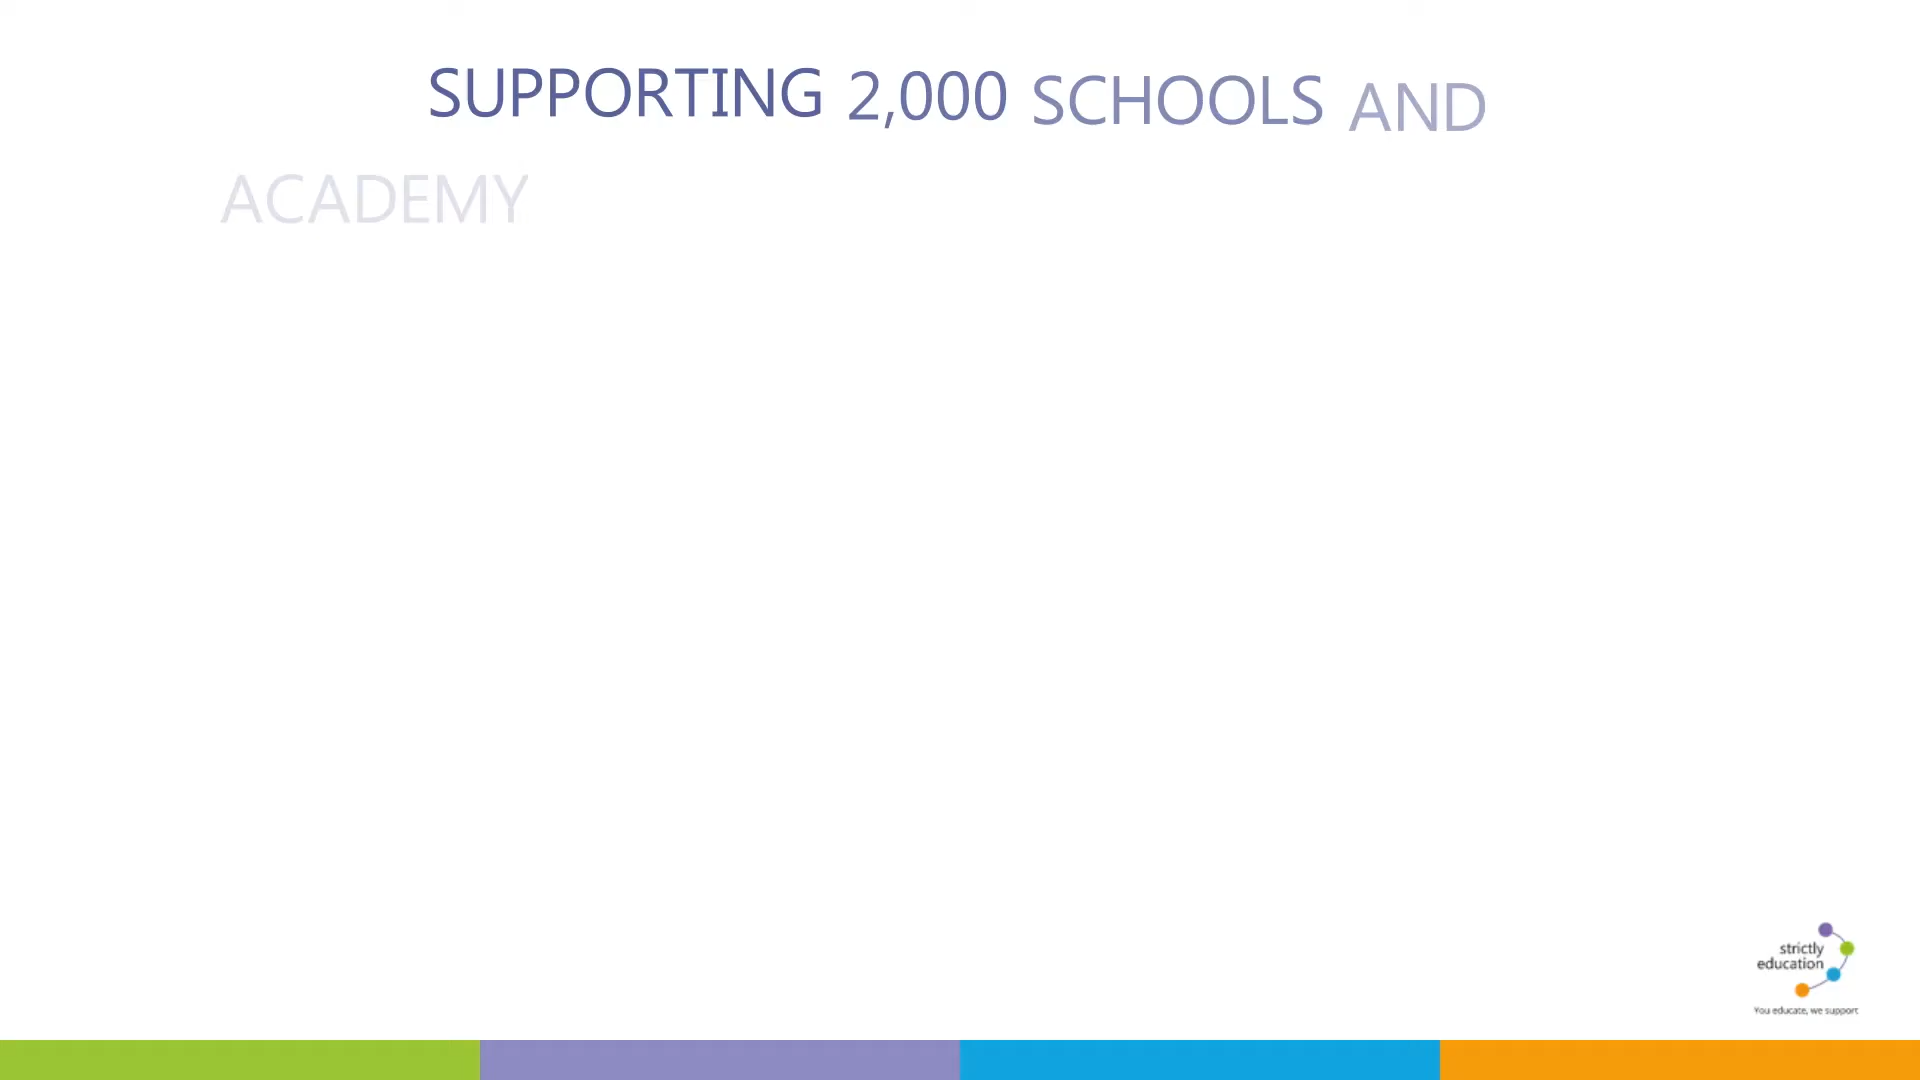 SUPPORTING 2,000 SCHOOLS AND
ACADEMY
strictly
education
You educate, we support